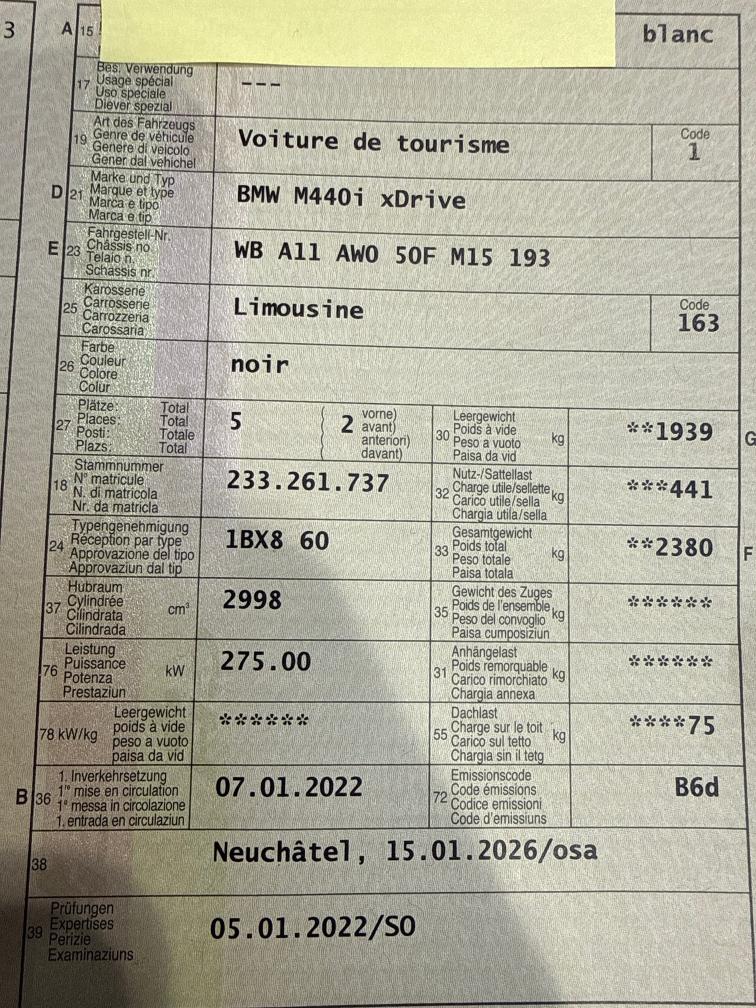 3
A 15 blanc
Bes. Verwendung
17 Usage spécial ---
Uso speciale
Diever spezial
Art des Fahrzeugs
19 Genre de véhicule Voiture de tourisme Code
Genere di veicolo 1
Gener dal vehichel
Marke und Typ
D 21 Marque et type BMW M440i xDrive
Marca e tipo
Marca e tip
Fahrgestell-Nr.
E 23 Châssis no WB A11 AW0 50F M15 193
Telaio n.
Schassis nr.
Karosserie
25 Carrosserie Limousine Code
Carrozzeria 163
Carossaria
Farbe
26 Couleur noir
Colore
Colur
Plätze: Total vorne) Leergewicht
27 Places: Total 5 2 avant) 30 Poids à vide kg **1939 G
Posti: Totale anteriori) Peso a vuoto
Plazs: Total davant) Paisa da vid
Stammnummer Nutz-/Sattellast
18 N° matricule 233.261.737 32 Charge utile/sellette kg ***441
N. di matricola Carico utile/sella
Nr. da matricla Chargia utila/sella
Typengenehmigung Gesamtgewicht
24 Réception par type 1BX8 60 33 Poids total kg **2380 F
Approvazione del tipo Peso totale
Approvaziun dal tip Paisa totala
Hubraum Gewicht des Zuges
37 Cylindrée cm³ 2998 35 Poids de l'ensemble kg ******
Cilindrata Peso del convoglio
Cilindrada Paisa cumposiziun
Leistung Anhängelast
76 Puissance kW 275.00 31 Poids remorquable kg ******
Potenza Carico rimorchiato
Prestaziun Chargia annexa
Leergewicht Dachlast
78 kW/kg poids à vide ****** 55 Charge sur le toit kg ****75
peso a vuoto Carico sul tetto
paisa da vid Chargia sin il tetg
1. Inverkehrsetzung Emissionscode
B 36 1re mise en circulation 07.01.2022 72 Code émissions B6d
1a messa in circolazione Codice emissioni
1. entrada en circulaziun Code d'emissiuns
38 Neuchâtel, 15.01.2026/osa
Prüfungen
39 Expertises 05.01.2022/SO
Perizie
Examinaziuns